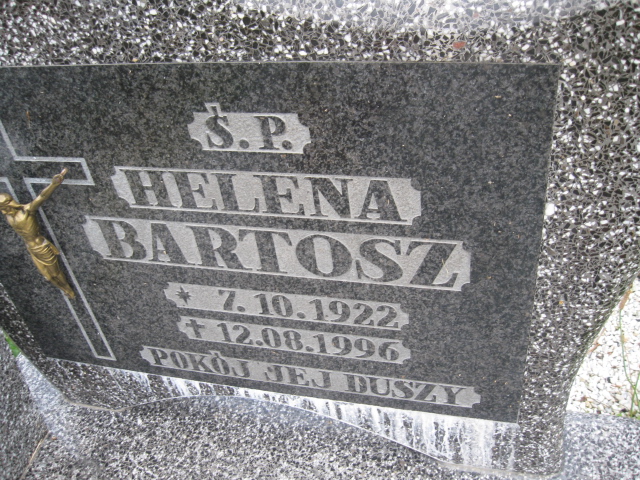 Ś.P.
HELENA
BARTOSZ
* 7.10.1922
✝ 12.08.1996
POKÓJ JEJ DUSZY